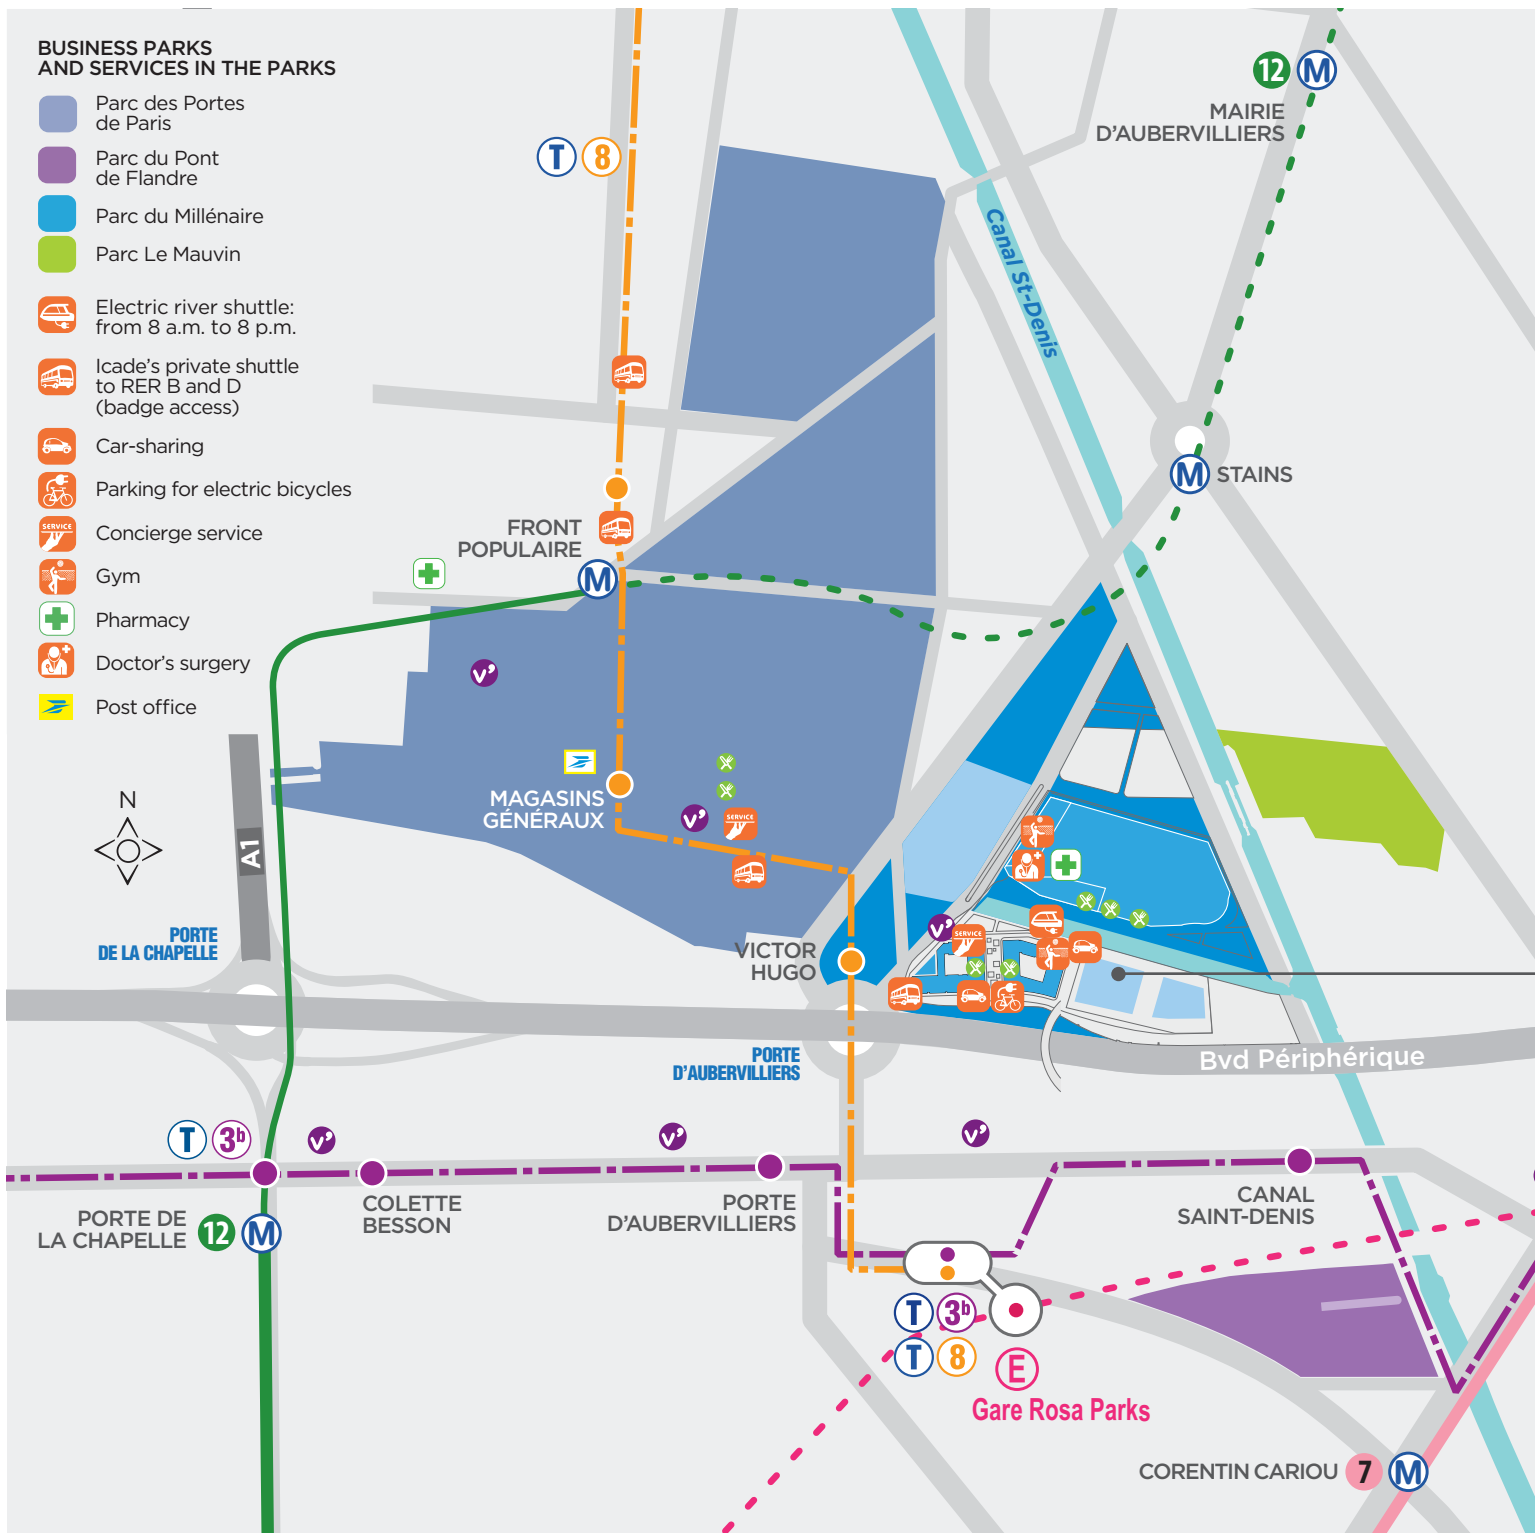 BUSINESS PARKS
AND SERVICES IN THE PARKS
Parc des Portes
de Paris
Parc du Pont
de Flandre
Parc du Millénaire
Parc Le Mauvin
Electric river shuttle:
from 8 a.m. to 8 p.m.
Icade’s private shuttle
to RER B and D
(badge access)
Car-sharing
Parking for electric bicycles
SERVICE
Concierge service
Gym
Pharmacy
Doctor’s surgery
Post office
N
A1
PORTE
DE LA CHAPELLE
T 8
12 M
MAIRIE
D’AUBERVILLIERS
Canal St-Denis
M STAINS
FRONT
POPULAIRE
M
v’
MAGASINS
GÉNÉRAUX
v’
SERVICE
VICTOR
HUGO
v’
SERVICE
PORTE
D’AUBERVILLIERS
Bvd Périphérique
T 3b
v’
v’
v’
COLETTE
BESSON
PORTE
D’AUBERVILLIERS
CANAL
SAINT-DENIS
PORTE DE
LA CHAPELLE
12 M
T 3b
T 8
E
Gare Rosa Parks
CORENTIN CARIOU 7 M